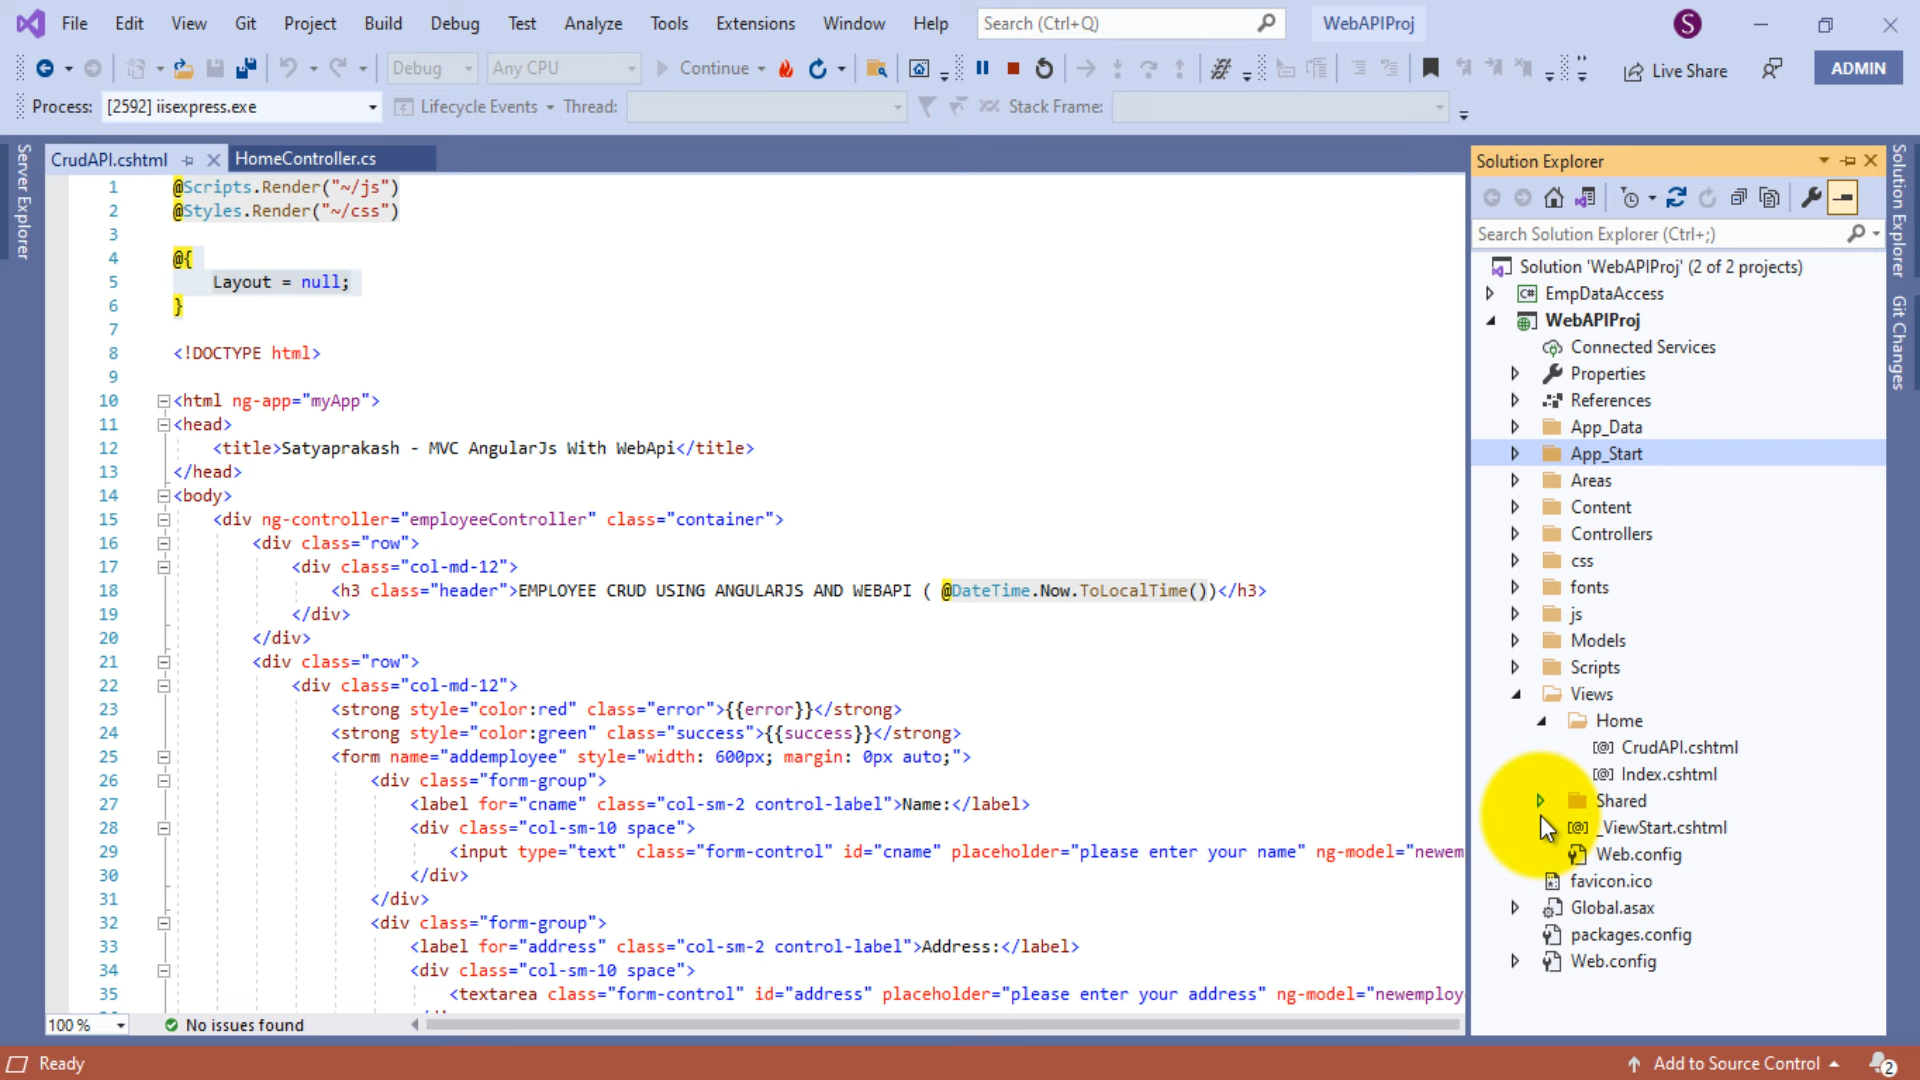 File Edit View Git Project Build Debug Test Analyze Tools Extensions Window Help Search (Ctrl+Q) WebAPIProj S
Debug Any CPU Continue Live Share ADMIN
Process: [2592] iisexpress.exe Lifecycle Events Thread: Stack Frame:
Server Explorer
CrudAPI.cshtml HomeController.cs
1 @Scripts.Render("~/js")
2 @Styles.Render("~/css")
3
4 @{
5 Layout = null;
6 }
7
8 <!DOCTYPE html>
9
10 <html ng-app="myApp">
11 <head>
12 <title>Satyaprakash - MVC AngularJs With WebApi</title>
13 </head>
14 <body>
15 <div ng-controller="employeeController" class="container">
16 <div class="row">
17 <div class="col-md-12">
18 <h3 class="header">EMPLOYEE CRUD USING ANGULARJS AND WEBAPI ( @DateTime.Now.ToLocalTime())</h3>
19 </div>
20 </div>
21 <div class="row">
22 <div class="col-md-12">
23 <strong style="color:red" class="error">{{error}}</strong>
24 <strong style="color:green" class="success">{{success}}</strong>
25 <form name="addemployee" style="width: 600px; margin: 0px auto;">
26 <div class="form-group">
27 <label for="cname" class="col-sm-2 control-label">Name:</label>
28 <div class="col-sm-10 space">
29 <input type="text" class="form-control" id="cname" placeholder="please enter your name" ng-model="newem
30 </div>
31 </div>
32 <div class="form-group">
33 <label for="address" class="col-sm-2 control-label">Address:</label>
34 <div class="col-sm-10 space">
35 <textarea class="form-control" id="address" placeholder="please enter your address" ng-model="newemploy
100 % No issues found
Solution Explorer
Search Solution Explorer (Ctrl+;)
Solution 'WebAPIProj' (2 of 2 projects)
C# EmpDataAccess
WebAPIProj
Connected Services
Properties
References
App_Data
App_Start
Areas
Content
Controllers
css
fonts
js
Models
Scripts
Views
Home
[@] CrudAPI.cshtml
[@] Index.cshtml
Shared
[@] _ViewStart.cshtml
Web.config
favicon.ico
Global.asax
packages.config
Web.config
Solution Explorer
Git Changes
Ready Add to Source Control 2